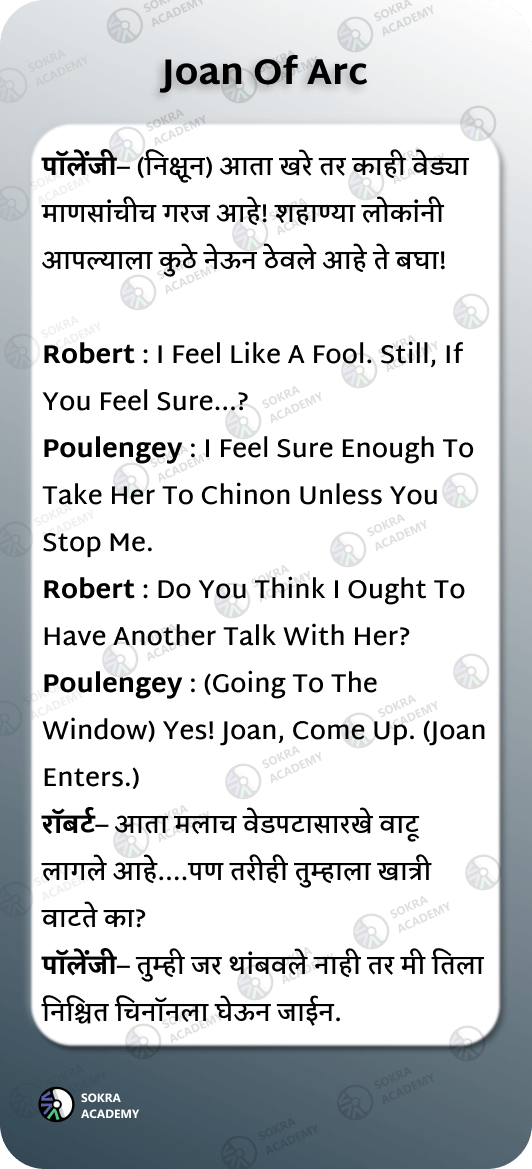 Joan Of Arc
पॉलेंजी– (निक्षून) आता खरे तर काही वेड्या
माणसांचीच गरज आहे! शहाण्या लोकांनी
आपल्याला कुठे नेऊन ठेवले आहे ते बघा!
Robert : I Feel Like A Fool. Still, If
You Feel Sure...?
Poulengey : I Feel Sure Enough To
Take Her To Chinon Unless You
Stop Me.
Robert : Do You Think I Ought To
Have Another Talk With Her?
Poulengey : (Going To The
Window) Yes! Joan, Come Up. (Joan
Enters.)
रॉबर्ट– आता मलाच वेडपटासारखे वाटू
लागले आहे....पण तरीही तुम्हाला खात्री
वाटते का?
पॉलेंजी– तुम्ही जर थांबवले नाही तर मी तिला
निश्चित चिनॉनला घेऊन जाईन.
SOKRA
ACADEMY